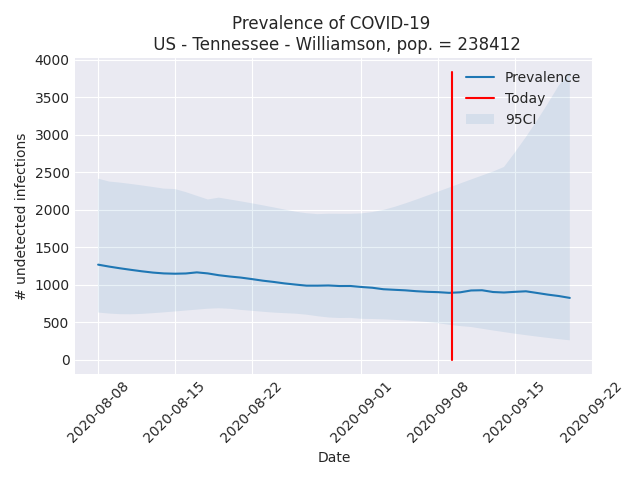 Prevalence of COVID-19
US - Tennessee - Williamson, pop. = 238412
4000
3500
3000
2500
2000
1500
1000
500
0
# undetected infections
Prevalence
Today
95CI
2020-08-08
2020-08-15
2020-08-22
2020-09-01
2020-09-08
2020-09-15
2020-09-22
Date